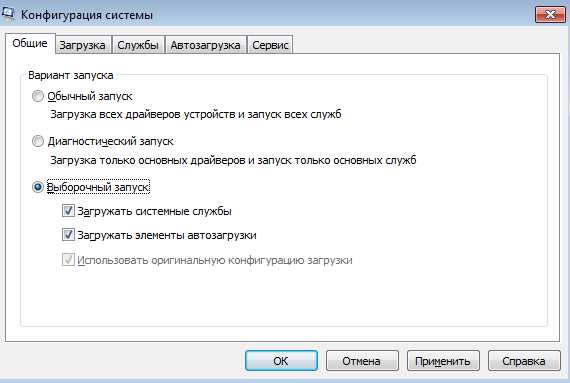 Конфигурация системы
Общие Загрузка Службы Автозагрузка Сервис
Вариант запуска
Обычный запуск
Загрузка всех драйверов устройств и запуск всех служб
Диагностический запуск
Загрузка только основных драйверов и запуск только основных служб
Выборочный запуск
Загружать системные службы
Загружать элементы автозагрузки
Использовать оригинальную конфигурацию загрузки
ОК Отмена Применить Справка